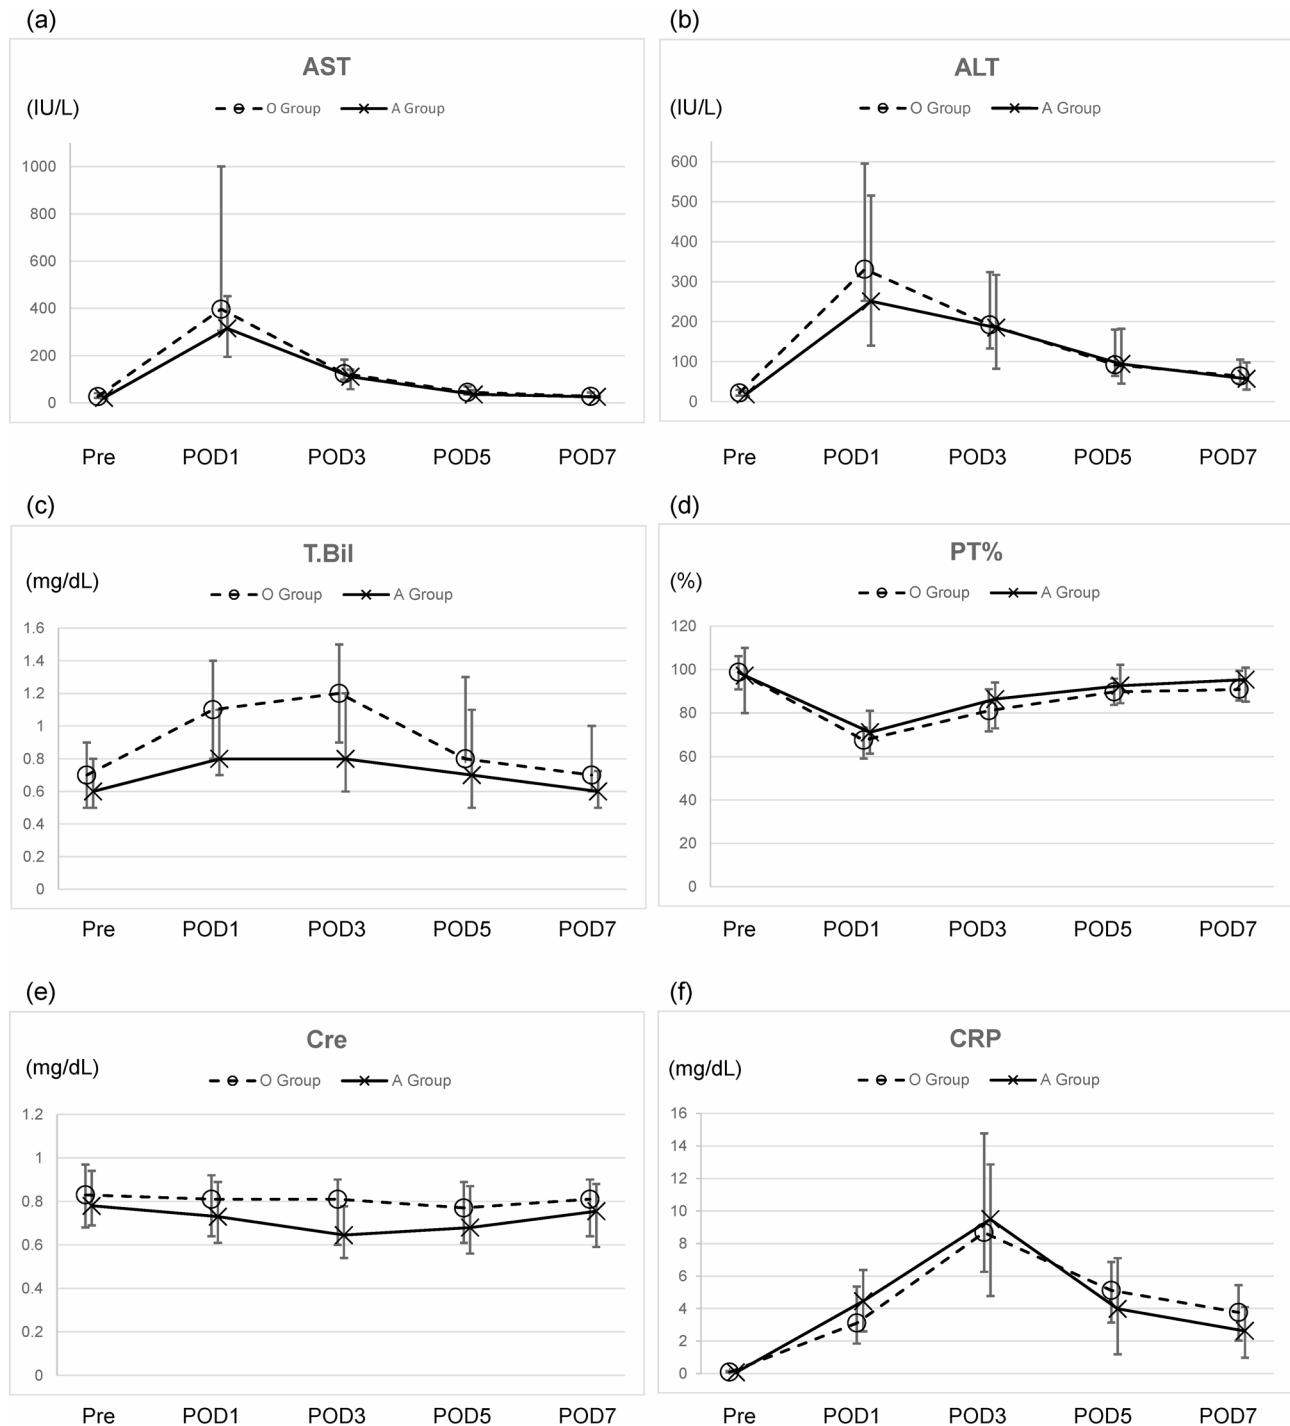 (a)
(b)
AST
ALT
(IU/L)
O Group
A Group
(IU/L)
O Group
A Group
1000
800
600
400
200
0
600
500
400
300
200
100
0
Pre POD1 POD3 POD5 POD7
Pre POD1 POD3 POD5 POD7
(c)
(d)
T.Bil
PT%
(mg/dL)
O Group
A Group
(%)
O Group
A Group
1.6
1.4
1.2
1
0.8
0.6
0.4
0.2
0
120
100
80
60
40
20
0
Pre POD1 POD3 POD5 POD7
Pre POD1 POD3 POD5 POD7
(e)
(f)
Cre
CRP
(mg/dL)
O Group
A Group
(mg/dL)
O Group
A Group
1.2
1
0.8
0.6
0.4
0.2
0
16
14
12
10
8
6
4
2
0
Pre POD1 POD3 POD5 POD7
Pre POD1 POD3 POD5 POD7